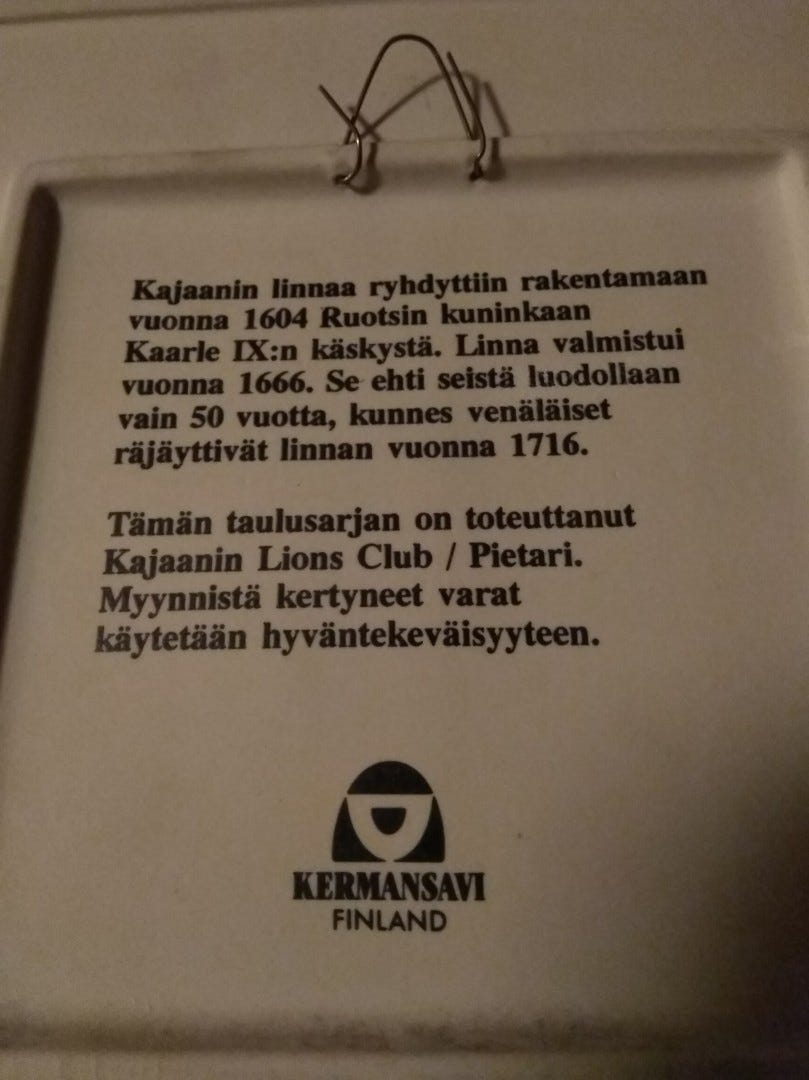 Kajaanin linnaa ryhdyttiin rakentamaan
vuonna 1604 Ruotsin kuninkaan
Kaarle IX:n käskystä. Linna valmistui
vuonna 1666. Se ehti seistä luodollaan
vain 50 vuotta, kunnes venäläiset
räjäyttivät linnan vuonna 1716.
Tämän taulusarjan on toteuttanut
Kajaanin Lions Club / Pietari.
Myynnistä kertyneet varat
käytetään hyväntekeväisyyteen.
KERMANSAVI
FINLAND